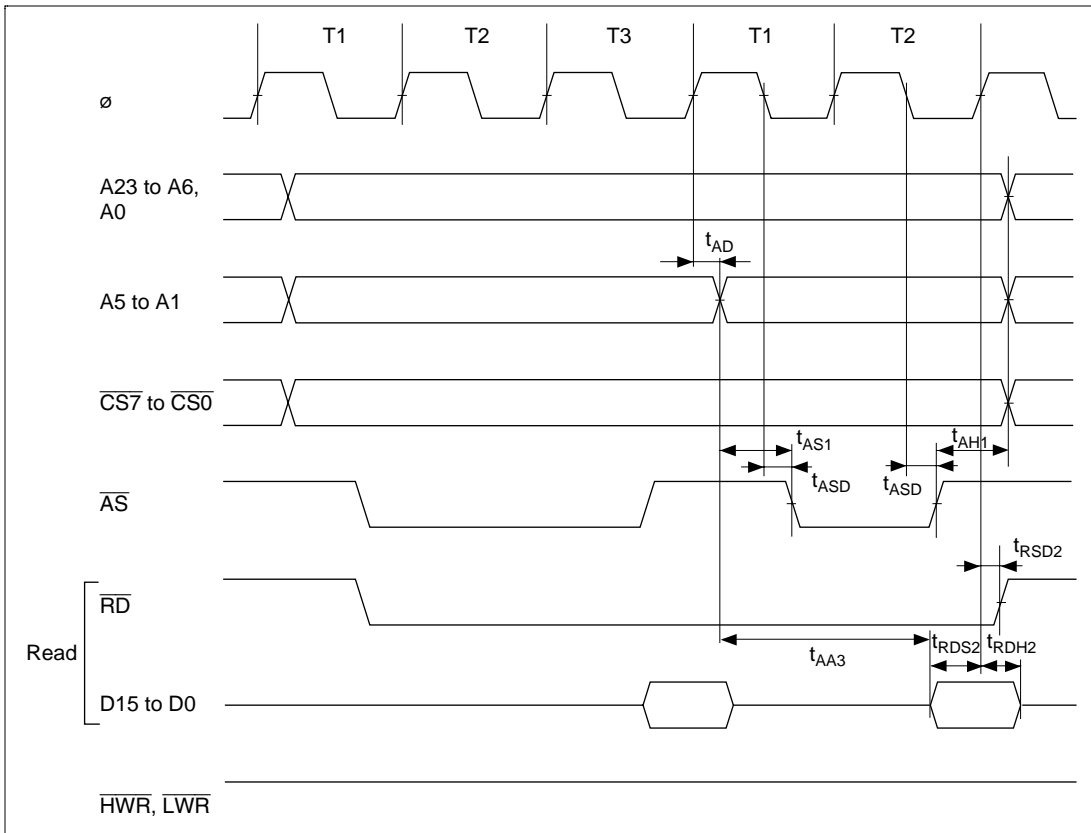 T1 T2 T3 T1 T2
ø
A23 to A6,
A0
tAD
A5 to A1
CS7 to CS0
tAS1 tAH1
tASD tASD
AS
tRSD2
RD
Read
tAA3 tRDS2 tRDH2
D15 to D0
HWR, LWR